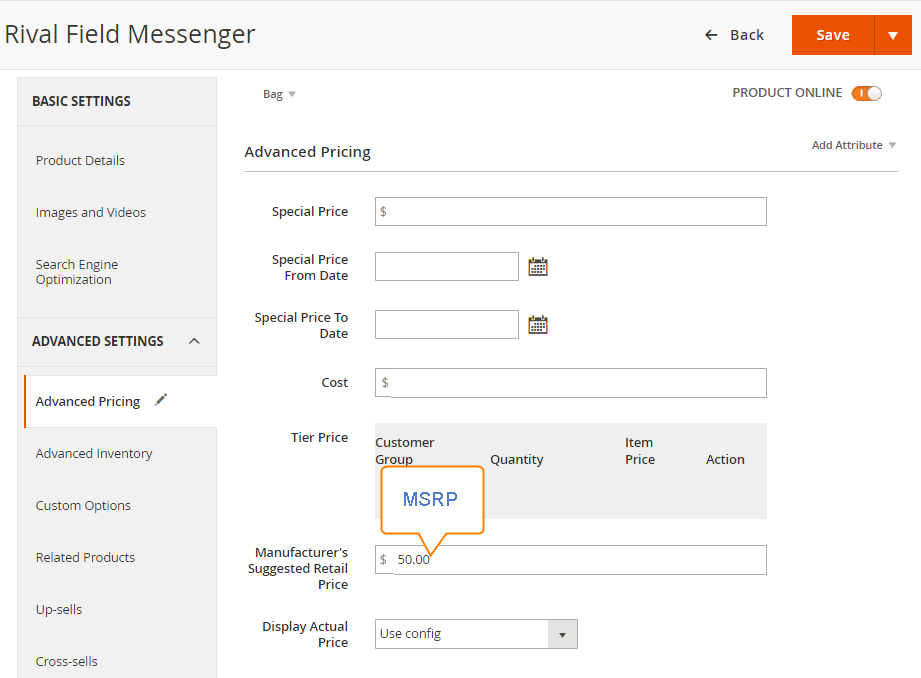 Rival Field Messenger
Back
Save
BASIC SETTINGS
Product Details
Images and Videos
Search Engine
Optimization
ADVANCED SETTINGS
Advanced Pricing
Advanced Inventory
Custom Options
Related Products
Up-sells
Cross-sells
Bag
PRODUCT ONLINE
Advanced Pricing
Add Attribute
Special Price
$
Special Price
From Date
Special Price To
Date
Cost
$
Tier Price
Customer
Group
Quantity
Item
Price
Action
MSRP
Manufacturer's
Suggested Retail
Price
$ 50.00
Display Actual
Price
Use config